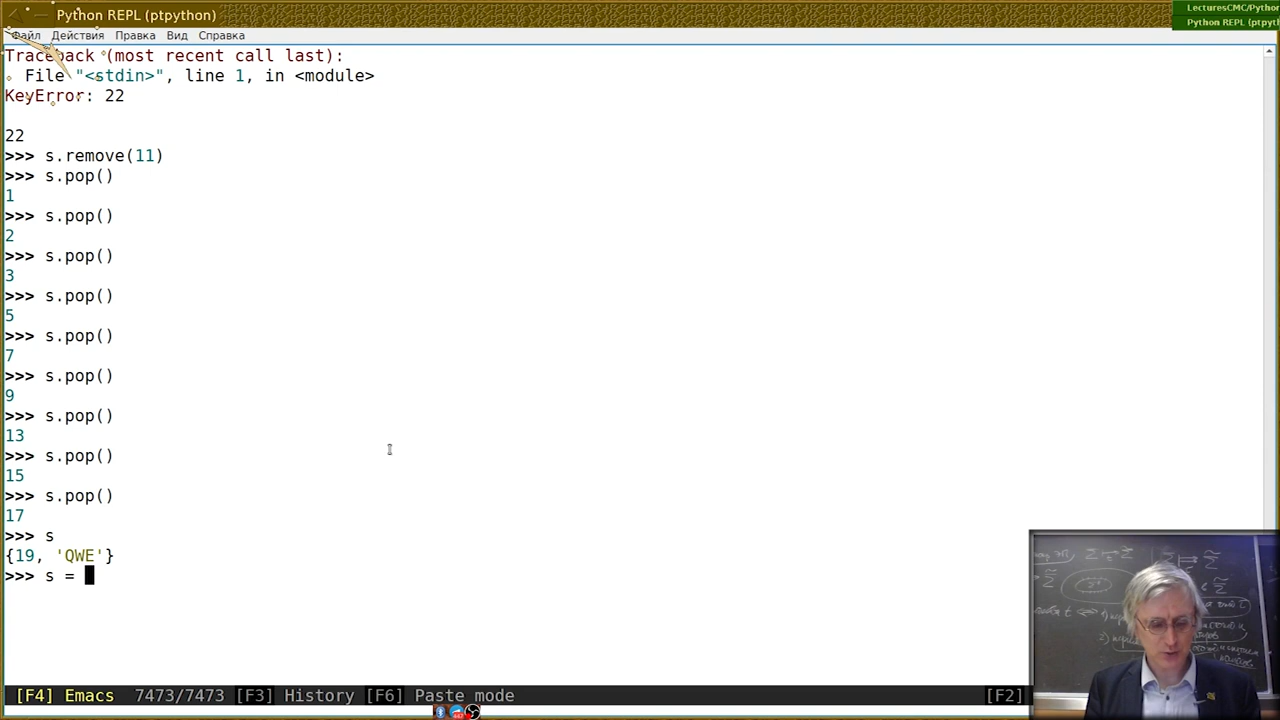 Python REPL (ptpython)
LecturesCMC/Python
Python REPL (ptpyth
Файл Действия Правка Вид Справка
Traceback (most recent call last):
File "<stdin>", line 1, in <module>
KeyError: 22
22
>>> s.remove(11)
>>> s.pop()
1
>>> s.pop()
2
>>> s.pop()
3
>>> s.pop()
5
>>> s.pop()
7
>>> s.pop()
9
>>> s.pop()
13
>>> s.pop()
15
>>> s.pop()
17
>>> s
{19, 'QWE'}
>>> s =
[F4] Emacs 7473/7473 [F3] History [F6] Paste mode [F2]